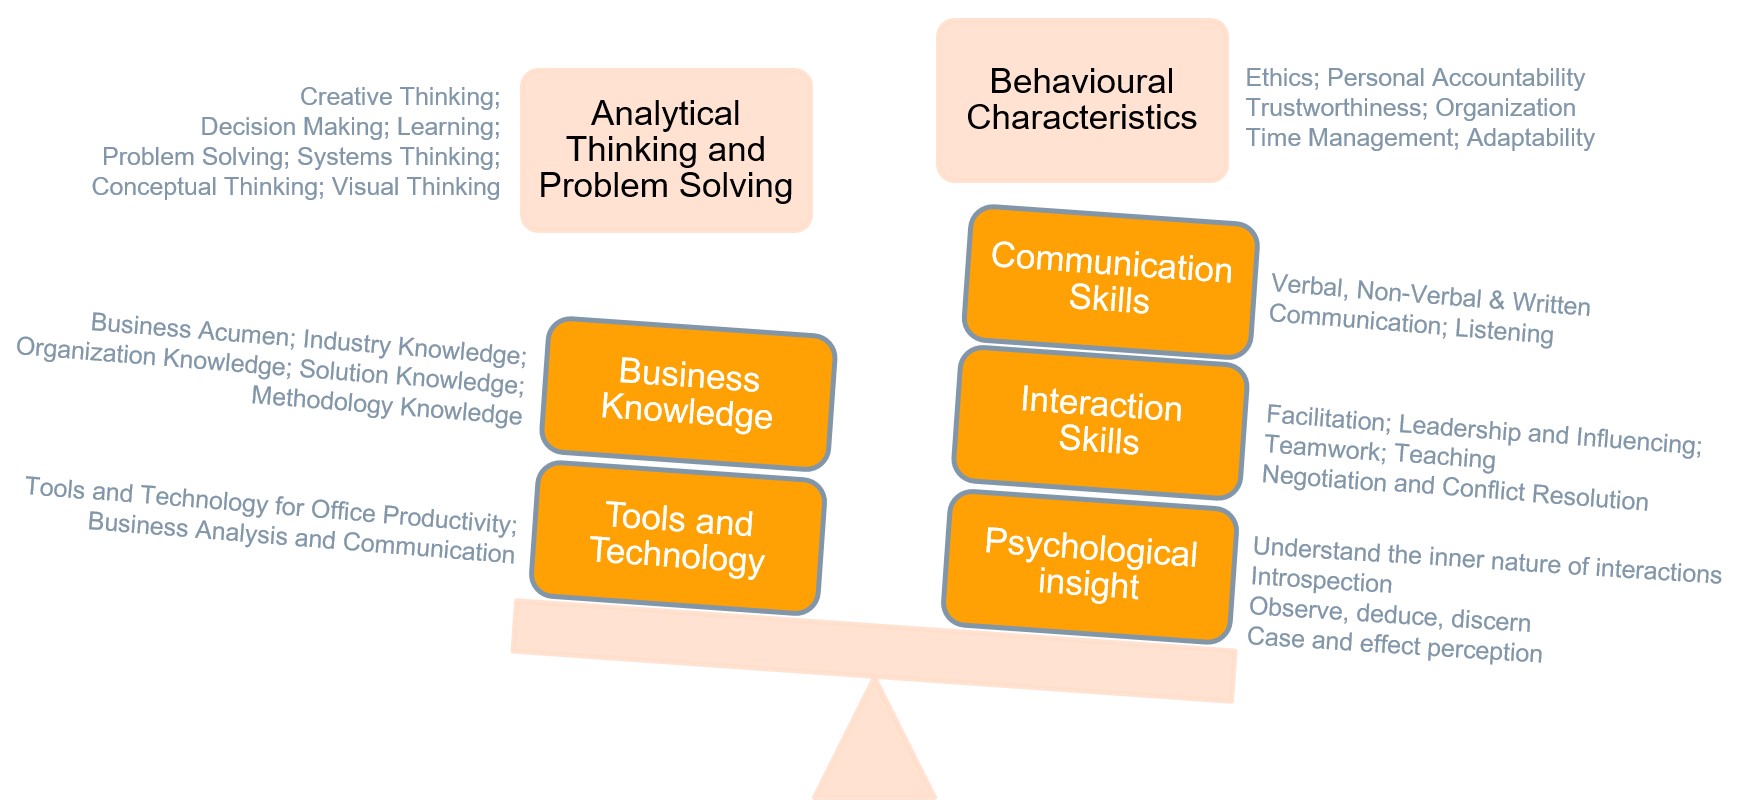 Creative Thinking;
Decision Making; Learning;
Problem Solving; Systems Thinking;
Conceptual Thinking; Visual Thinking
Analytical
Thinking and
Problem Solving
Behavioural
Characteristics
Ethics; Personal Accountability
Trustworthiness; Organization
Time Management; Adaptability
Business Acumen; Industry Knowledge;
Organization Knowledge; Solution Knowledge;
Methodology Knowledge
Business
Knowledge
Communication
Skills
Verbal, Non-Verbal & Written
Communication; Listening
Interaction
Skills
Facilitation; Leadership and Influencing;
Teamwork; Teaching
Negotiation and Conflict Resolution
Tools and Technology for Office Productivity;
Business Analysis and Communication
Tools and
Technology
Psychological
insight
Understand the inner nature of interactions
Introspection
Observe, deduce, discern
Case and effect perception